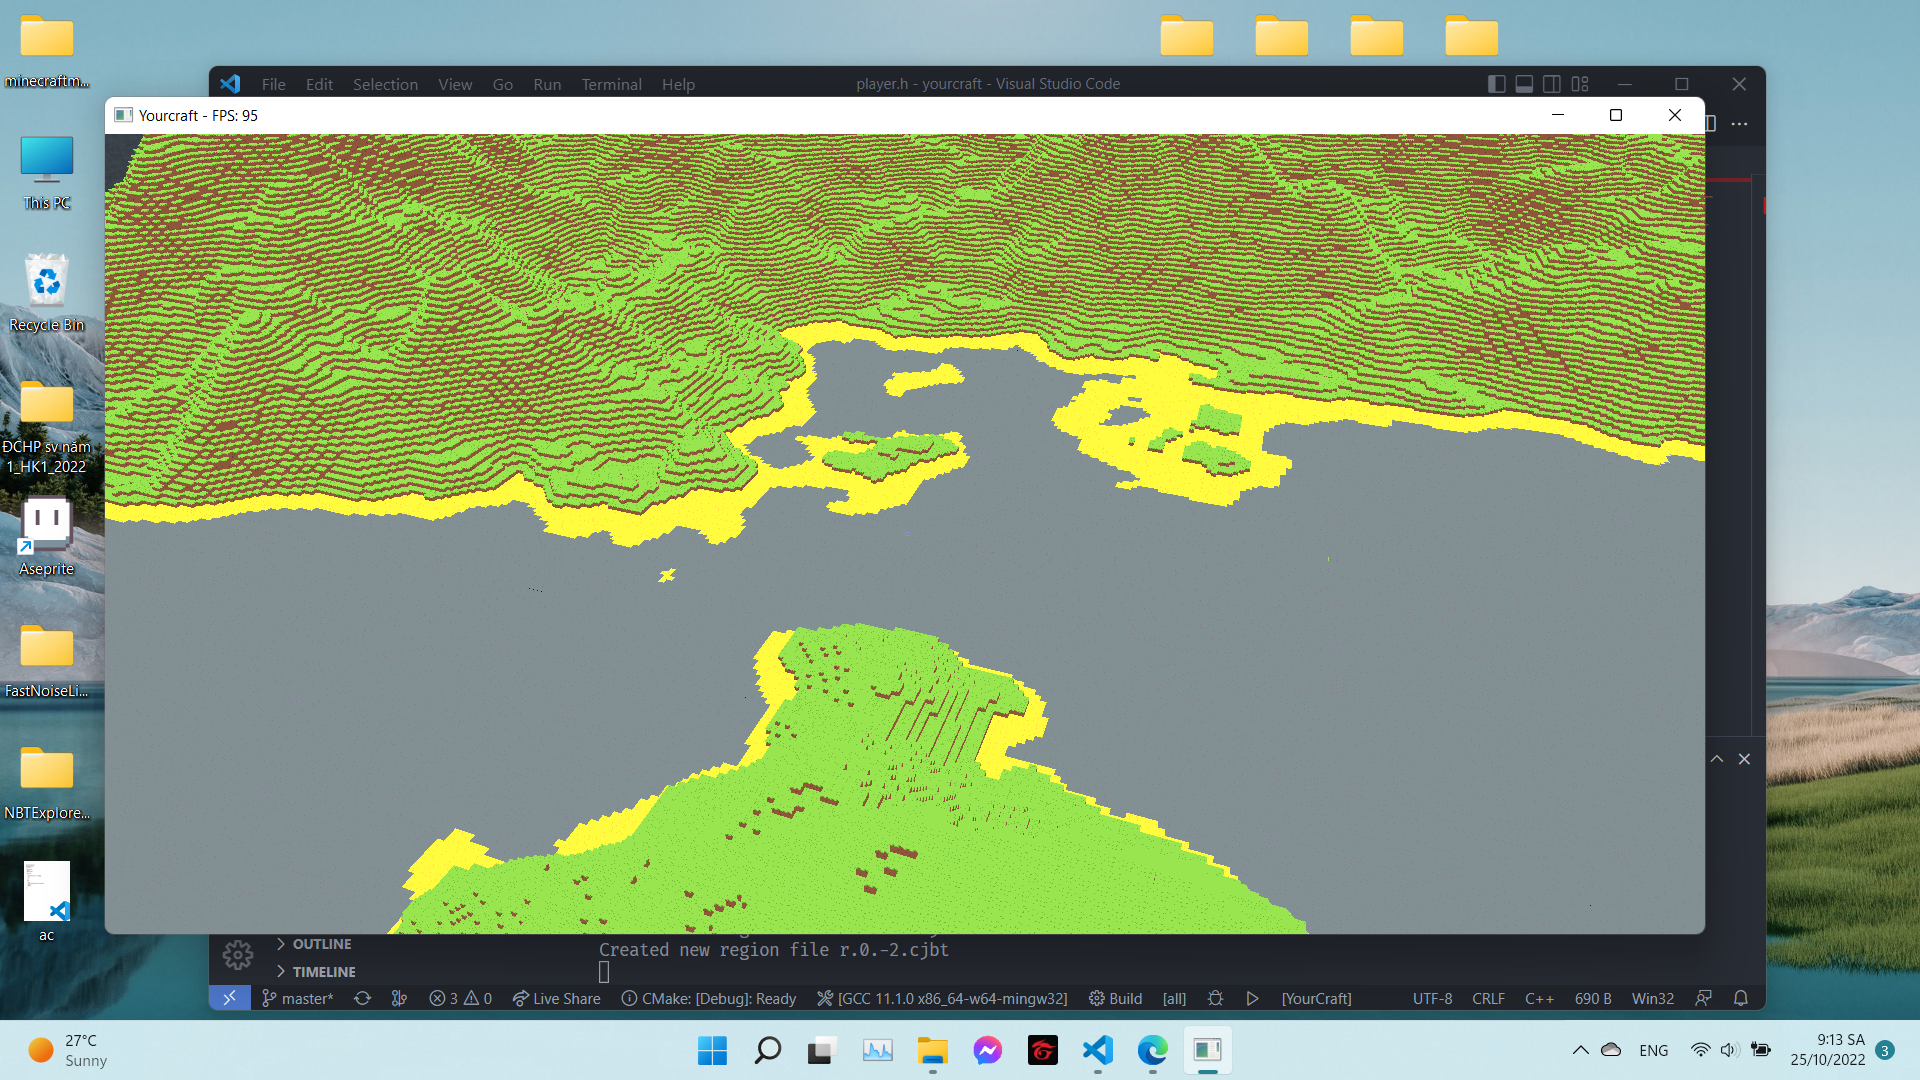 minecraftm...
This PC
Recycle Bin
ĐCHP sv năm
1_HK1_2022
Aseprite
FastNoiseLi...
NBTExplore...
ac
File Edit Selection View Go Run Terminal Help
player.h - yourcraft - Visual Studio Code
Yourcraft - FPS: 95
OUTLINE
TIMELINE
Created new region file r.0.-2.cjbt
master* 3 0 Live Share CMake: [Debug]: Ready [GCC 11.1.0 x86_64-w64-mingw32] Build [all] [YourCraft] UTF-8 CRLF C++ 690 B Win32
27°C
Sunny
ENG
9:13 SA
25/10/2022
3